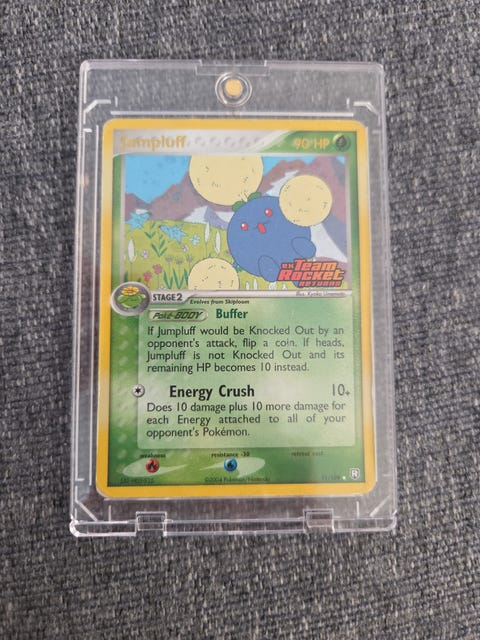 Jumpluff
90 HP
ex Team
Rocket
RETURNS
STAGE 2
Evolves from Skiploom
Illus. Kyoko Umemoto
Poké-BODY Buffer
If Jumpluff would be Knocked Out by an
opponent's attack, flip a coin. If heads,
Jumpluff is not Knocked Out and its
remaining HP becomes 10 instead.
Energy Crush 10+
Does 10 damage plus 10 more damage for
each Energy attached to all of your
opponent's Pokémon.
weakness resistance -30 retreat cost
©2004 Pokémon/Nintendo
R